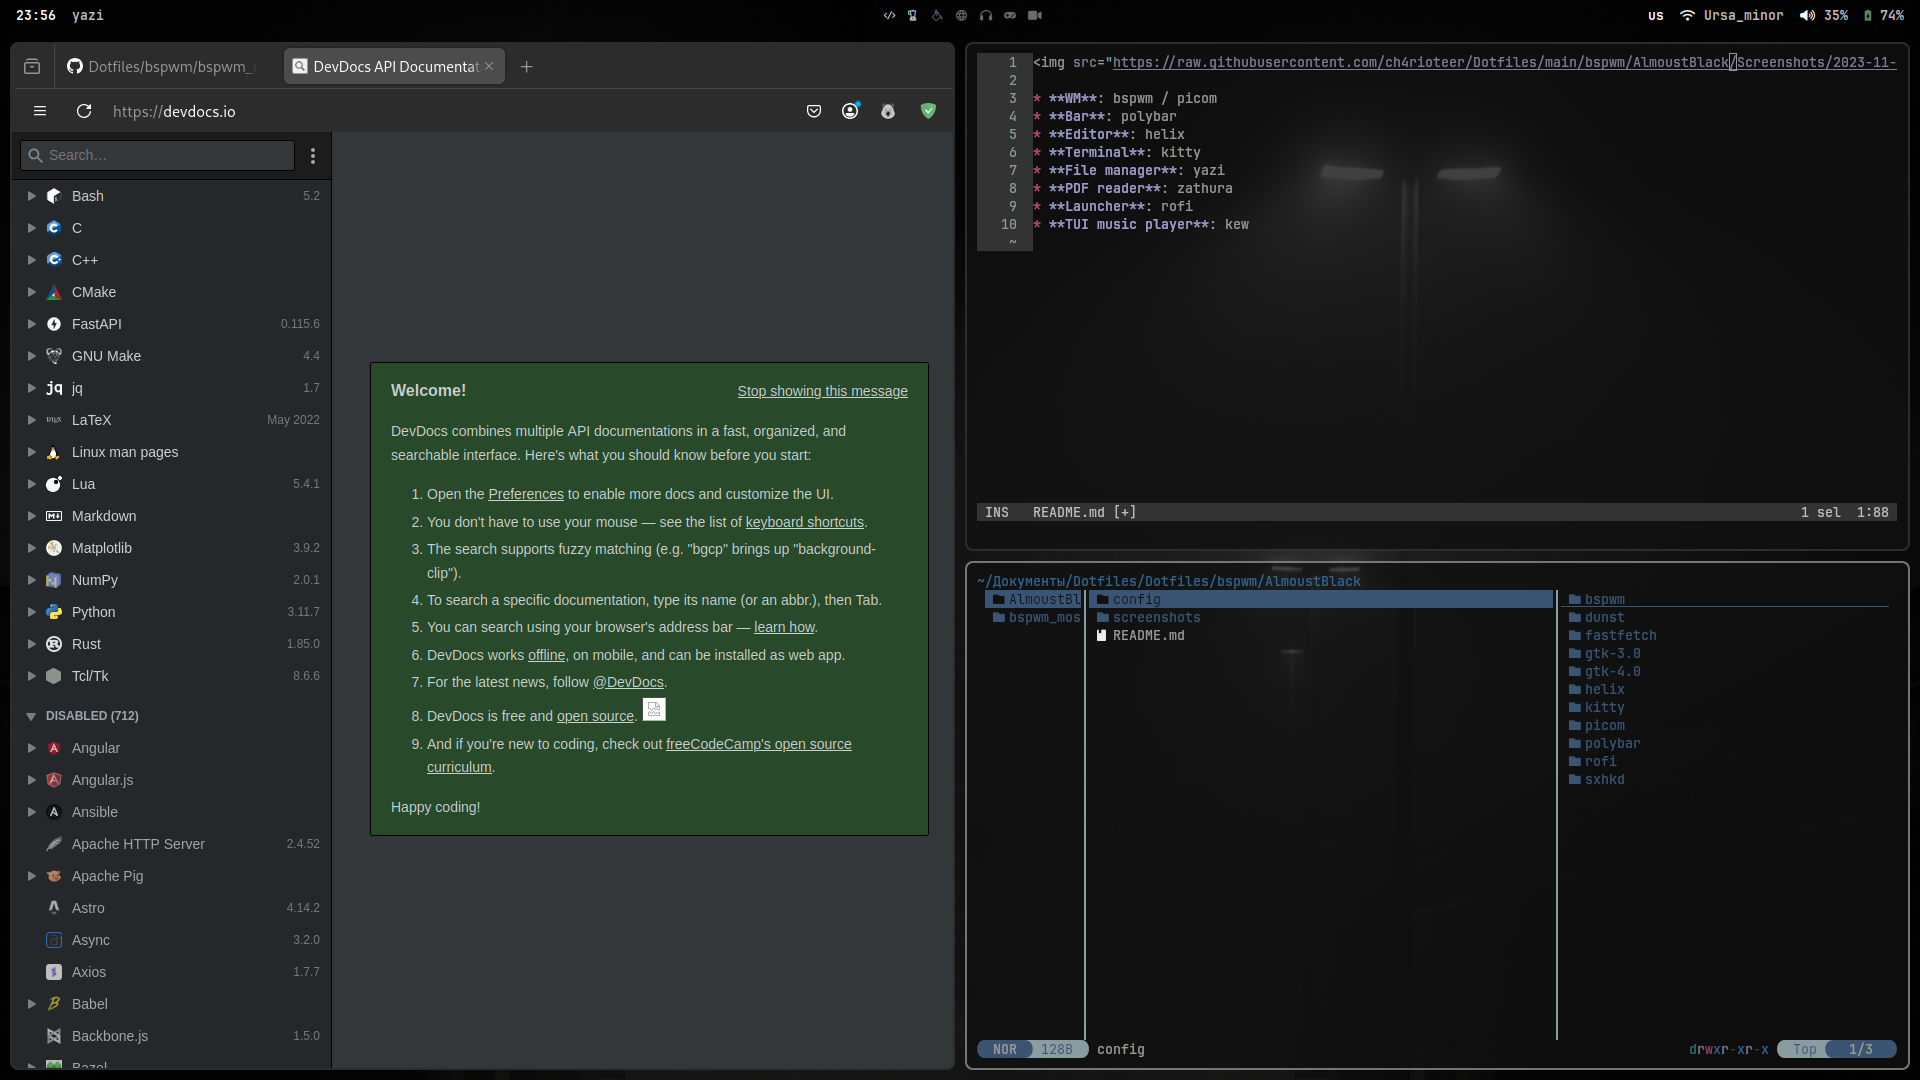 23:56 yazi
us Ursa_minor 35% 74%
Dotfiles/bspwm/bspwm_
DevDocs API Documentat
https://devdocs.io
Search…
Bash 5.2
C
C++
CMake
FastAPI 0.115.6
GNU Make 4.4
jq jq 1.7
LaTeX May 2022
Linux man pages
Lua 5.4.1
Markdown
Matplotlib 3.9.2
NumPy 2.0.1
Python 3.11.7
Rust 1.85.0
Tcl/Tk 8.6.6
DISABLED (712)
Angular
Angular.js
Ansible
Apache HTTP Server 2.4.52
Apache Pig
Astro 4.14.2
Async 3.2.0
Axios 1.7.7
Babel
Backbone.js 1.5.0
Bazel
Welcome! Stop showing this message
DevDocs combines multiple API documentations in a fast, organized, and
searchable interface. Here's what you should know before you start:
1. Open the Preferences to enable more docs and customize the UI.
2. You don't have to use your mouse — see the list of keyboard shortcuts.
3. The search supports fuzzy matching (e.g. "bgcp" brings up "background-
clip").
4. To search a specific documentation, type its name (or an abbr.), then Tab.
5. You can search using your browser's address bar — learn how.
6. DevDocs works offline, on mobile, and can be installed as web app.
7. For the latest news, follow @DevDocs.
8. DevDocs is free and open source.
9. And if you're new to coding, check out freeCodeCamp's open source
curriculum.
Happy coding!
1 <img src="https://raw.githubusercontent.com/ch4rioteer/Dotfiles/main/bspwm/AlmoustBlack/Screenshots/2023-11-
2
3 * **WM**: bspwm / picom
4 * **Bar**: polybar
5 * **Editor**: helix
6 * **Terminal**: kitty
7 * **File manager**: yazi
8 * **PDF reader**: zathura
9 * **Launcher**: rofi
10 * **TUI music player**: kew
~
INS README.md [+] 1 sel 1:88
~/Документы/Dotfiles/Dotfiles/bspwm/AlmoustBlack
AlmoustBl config bspwm
bspwm_mos screenshots dunst
README.md fastfetch
gtk-3.0
gtk-4.0
helix
kitty
picom
polybar
rofi
sxhkd
NOR 128B config drwxr-xr-x Top 1/3